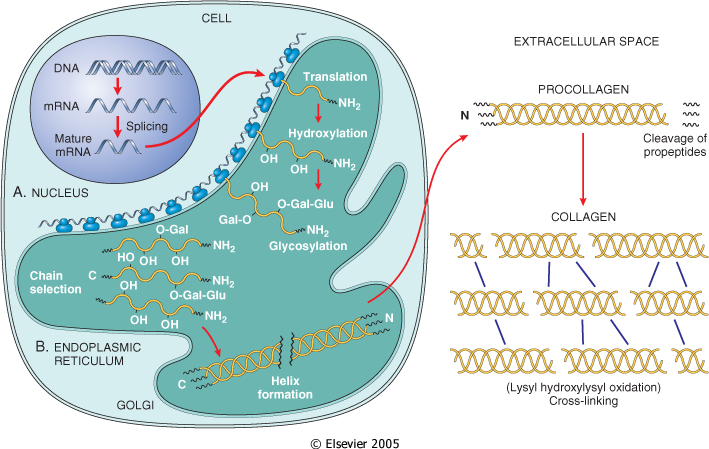 CELL
DNA
mRNA
Splicing
Mature
mRNA
A. NUCLEUS
Translation
NH2
Hydroxylation
OH
OH
NH2
OH
O-Gal-Glu
Gal-O
NH2
Glycosylation
O-Gal
NH2
HO
OH
OH
Chain
selection
C
NH2
OH
O-Gal-Glu
NH2
OH
OH
B. ENDOPLASMIC
RETICULUM
N
C
Helix
formation
GOLGI
EXTRACELLULAR SPACE
PROCOLLAGEN
N
Cleavage of
propeptides
COLLAGEN
(Lysyl hydroxylysyl oxidation)
Cross-linking
© Elsevier 2005